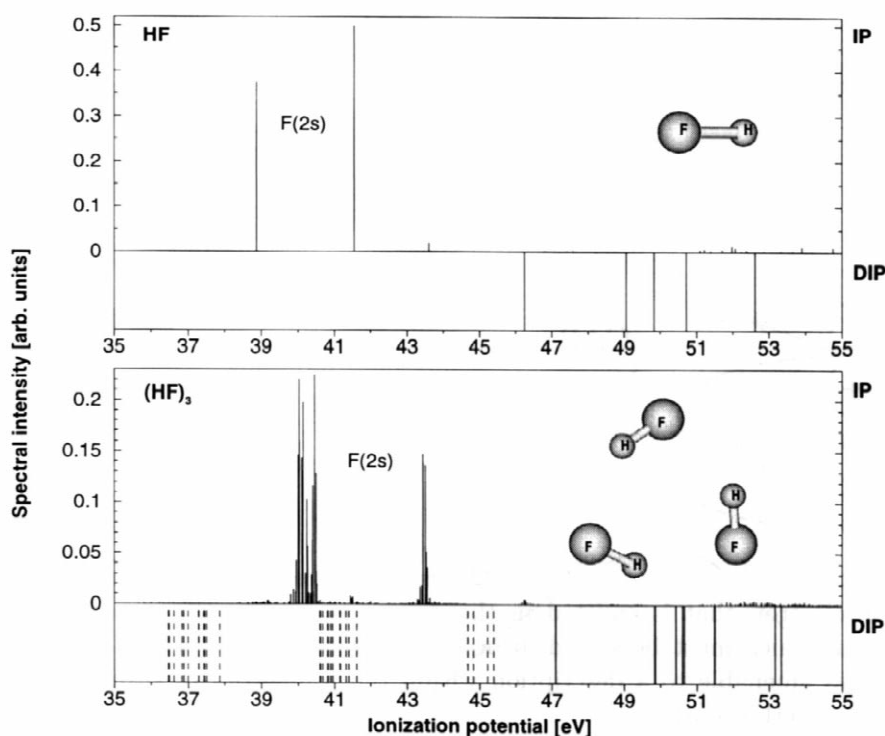 HF
IP
0.5
0.4
0.3
0.2
0.1
0
F(2s)
F H
DIP
35 37 39 41 43 45 47 49 51 53 55
Spectral intensity [arb. units]
(HF)₃
IP
0.2
0.15
0.1
0.05
0
F(2s)
H F
H
F
F H
DIP
35 37 39 41 43 45 47 49 51 53 55
Ionization potential [eV]